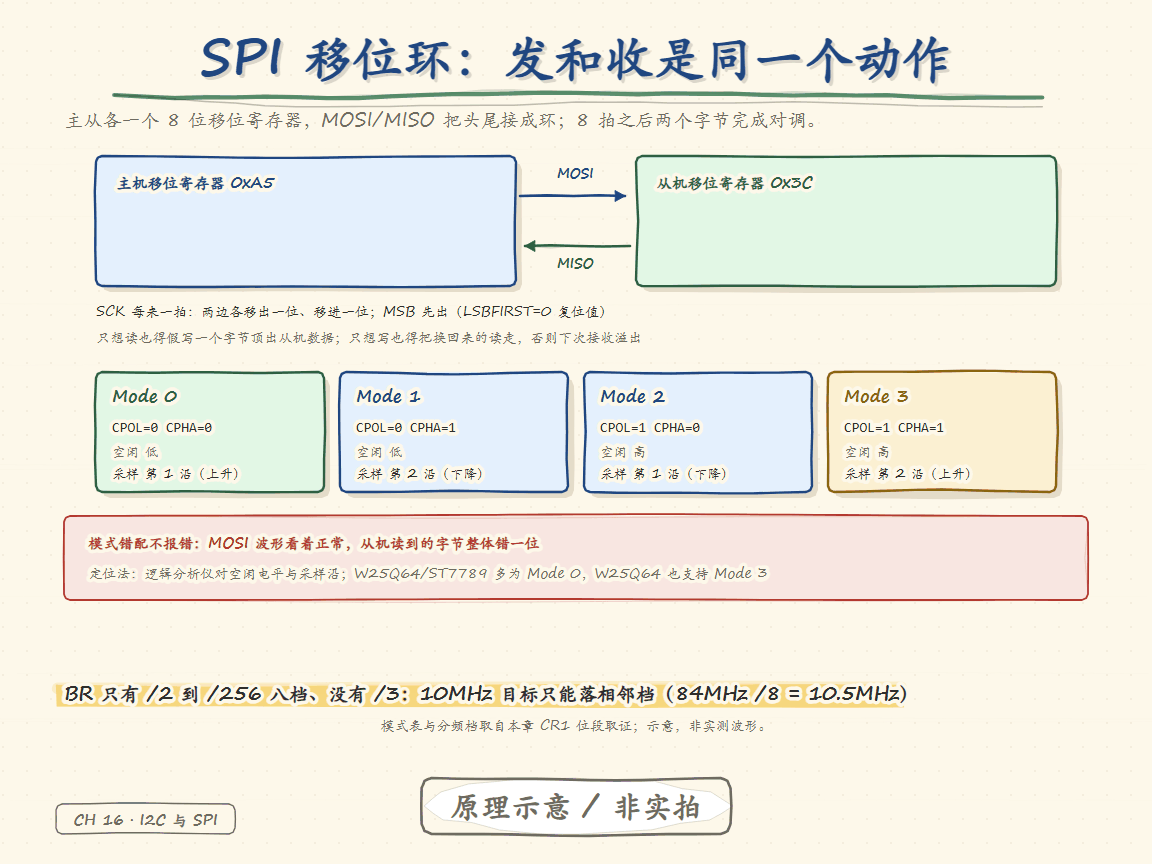 SPI 移位环：发和收是同一个动作
主从各一个 8 位移位寄存器，MOSI/MISO 把头尾接成环；8 拍之后两个字节完成对调。
主机移位寄存器 0xA5
MOSI
从机移位寄存器 0x3C
MISO
SCK 每来一拍：两边各移出一位、移进一位；MSB 先出（LSBFIRST=0 复位值）
只想读也得假写一个字节顶出从机数据；只想写也得把换回来的读走，否则下次接收溢出
Mode 0
CPOL=0 CPHA=0
空闲 低
采样 第 1 沿（上升）
Mode 1
CPOL=0 CPHA=1
空闲 低
采样 第 2 沿（下降）
Mode 2
CPOL=1 CPHA=0
空闲 高
采样 第 1 沿（下降）
Mode 3
CPOL=1 CPHA=1
空闲 高
采样 第 2 沿（上升）
模式错配不报错：MOSI 波形看着正常，从机读到的字节整体错一位
定位法：逻辑分析仪对空闲电平与采样沿；W25Q64/ST7789 多为 Mode 0，W25Q64 也支持 Mode 3
BR 只有 /2 到 /256 八档、没有 /3：10MHz 目标只能落相邻档（84MHz/8 = 10.5MHz）
模式表与分频档取自本章 CR1 位段取证；示意，非实测波形。
原理示意 / 非实拍
CH 16 · I2C 与 SPI